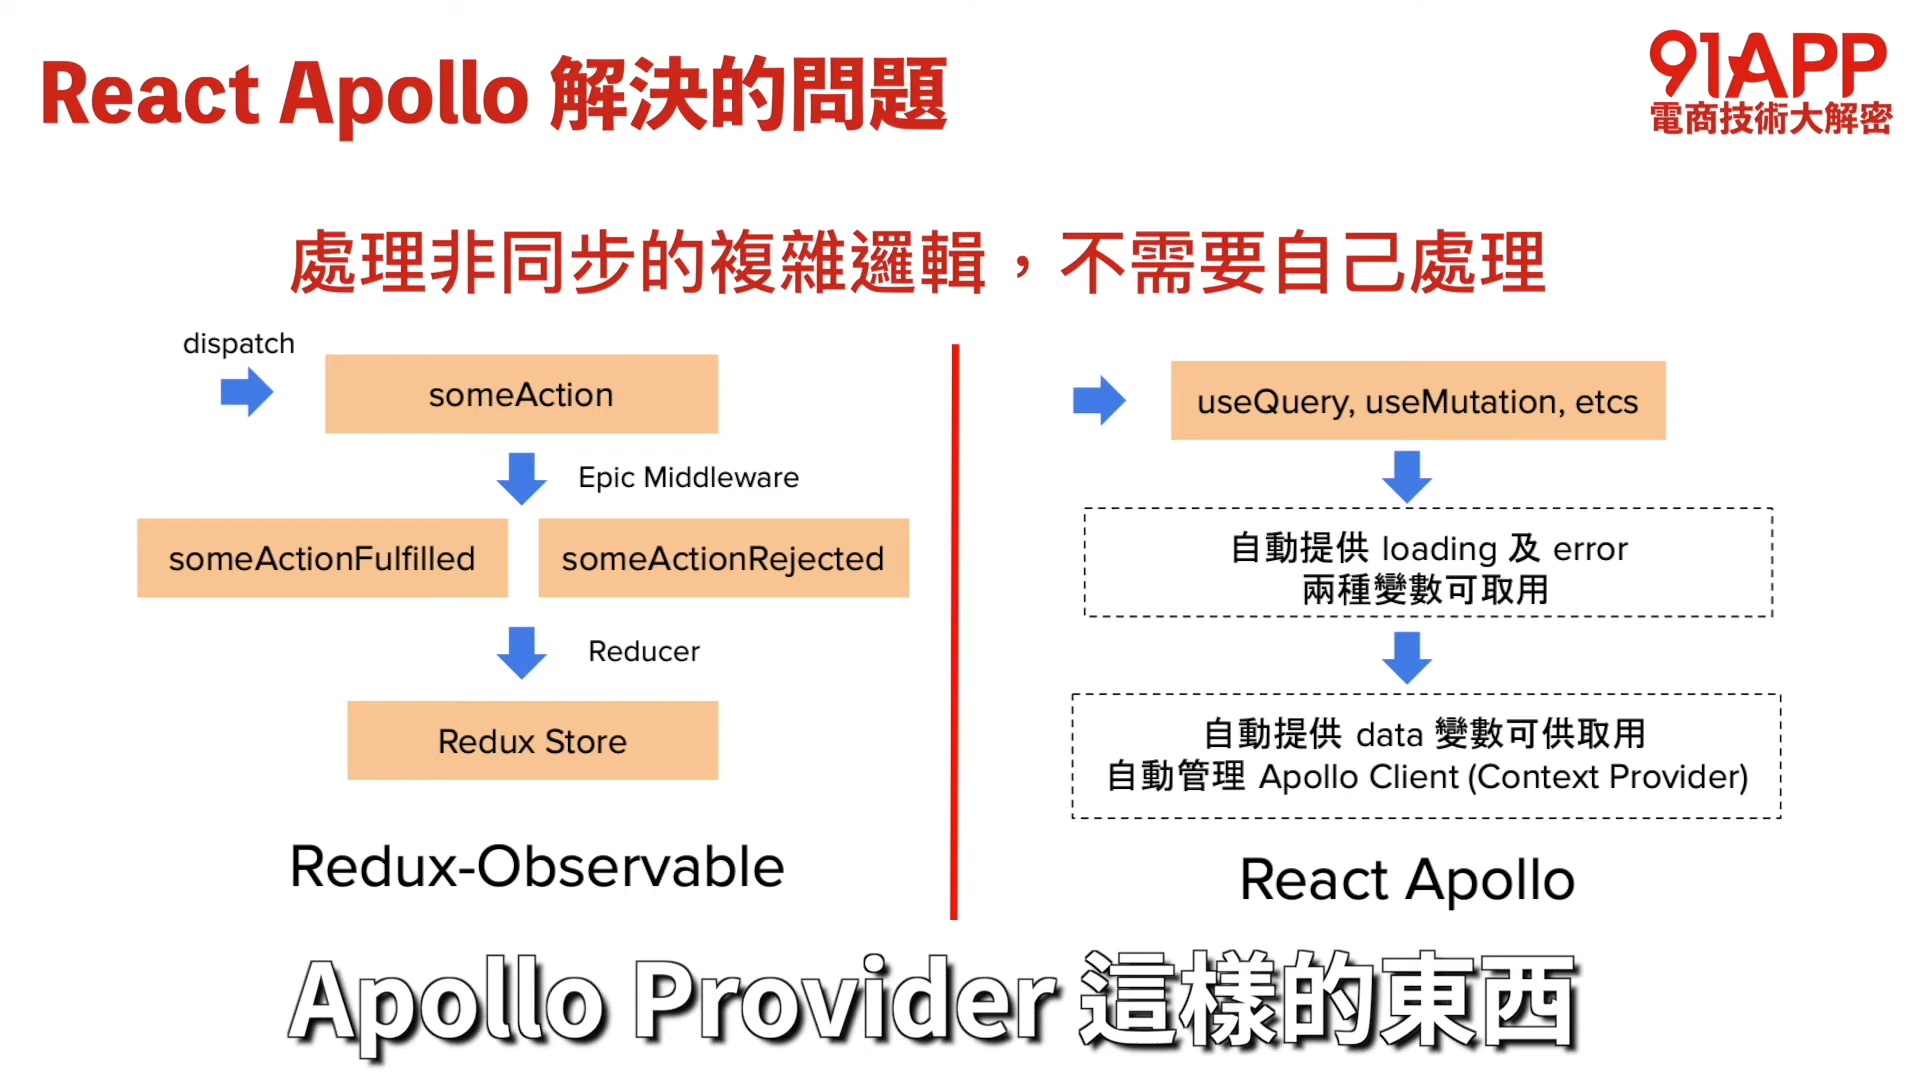 React Apollo 解決的問題
91APP
電商技術大解密
處理非同步的複雜邏輯，不需要自己處理
dispatch
someAction
Epic Middleware
someActionFulfilled
someActionRejected
Reducer
Redux Store
Redux-Observable
useQuery, useMutation, etcs
自動提供 loading 及 error
兩種變數可取用
自動提供 data 變數可供取用
自動管理 Apollo Client (Context Provider)
React Apollo
Apollo Provider 這樣的東西